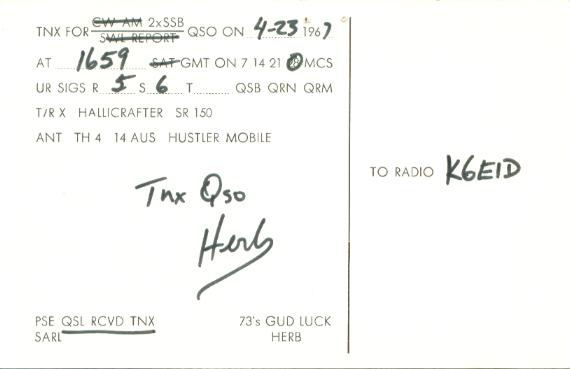 TNX FOR CW AM 2xSSB SWL REPORT QSO ON 4-23 1967
AT 1659 SAT GMT ON 7 14 21 28 MCS
UR SIGS R 5 S 6 T QSB QRN QRM
T/R X HALLICRAFTER SR 150
ANT TH 4 14 AUS HUSTLER MOBILE
Tnx Qso
Herb
PSE QSL RCVD TNX
SARL
73's GUD LUCK
HERB
TO RADIO K6EID